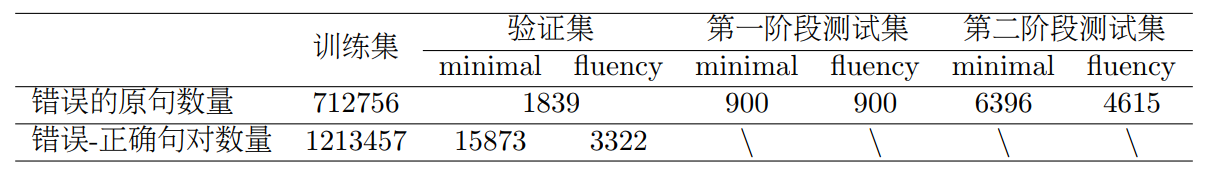 训练集 验证集 第一阶段测试集 第二阶段测试集
minimal fluency minimal fluency minimal fluency
错误的原句数量 712756 1839 900 900 6396 4615
错误-正确句对数量 1213457 15873 3322 \ \ \ \